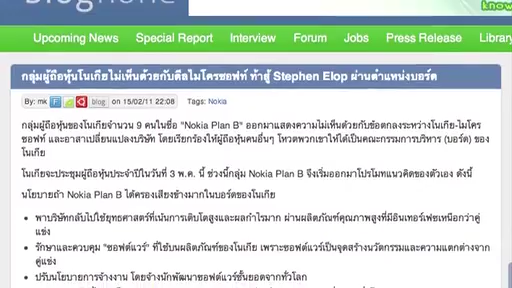 blognone
know
Upcoming News Special Report Interview Forum Jobs Press Release Library
กลุ่มผู้ถือหุ้นโนเกียไม่เห็นด้วยกับดีลไมโครซอฟท์ ท้าสู้ Stephen Elop ผ่านตำแหน่งบอร์ด
By: mk blog on 15/02/11 22:08 Tags: Nokia
กลุ่มผู้ถือหุ้นของโนเกียจำนวน 9 คนในชื่อ "Nokia Plan B" ออกมาแสดงความไม่เห็นด้วยกับข้อตกลงระหว่างโนเกีย-ไมโคร
ซอฟท์ และอาสาเปลี่ยนแปลงบริษัท โดยเรียกร้องให้ผู้ถือหุ้นคนอื่นๆ โหวตพวกเขาให้ได้เป็นคณะกรรมการบริหาร (บอร์ด) ของ
โนเกีย
โนเกียจะประชุมผู้ถือหุ้นประจำปีในวันที่ 3 พ.ค. นี้ ช่วงนี้กลุ่ม Nokia Plan B จึงเริ่มออกมาโปรโมทแนวคิดของตัวเอง ดังนี้
นโยบายถ้า Nokia Plan B ได้ครองเสียงข้างมากในบอร์ดของโนเกีย
พาบริษัทกลับไปใช้ยุทธศาสตร์ที่เน้นการเติบโตสูงและผลกำไรมาก ผ่านผลิตภัณฑ์คุณภาพสูงที่มีอินเทอร์เฟซเหนือกว่าคู่
แข่ง
รักษาและควบคุม "ซอฟต์แวร์" ที่ใช้บนผลิตภัณฑ์ของโนเกีย เพราะซอฟต์แวร์เป็นจุดสร้างนวัตกรรมและความแตกต่างจาก
คู่แข่ง
ปรับนโยบายการจ้างงาน โดยจ้างนักพัฒนาซอฟต์แวร์ชั้นยอดจากทั่วโลก